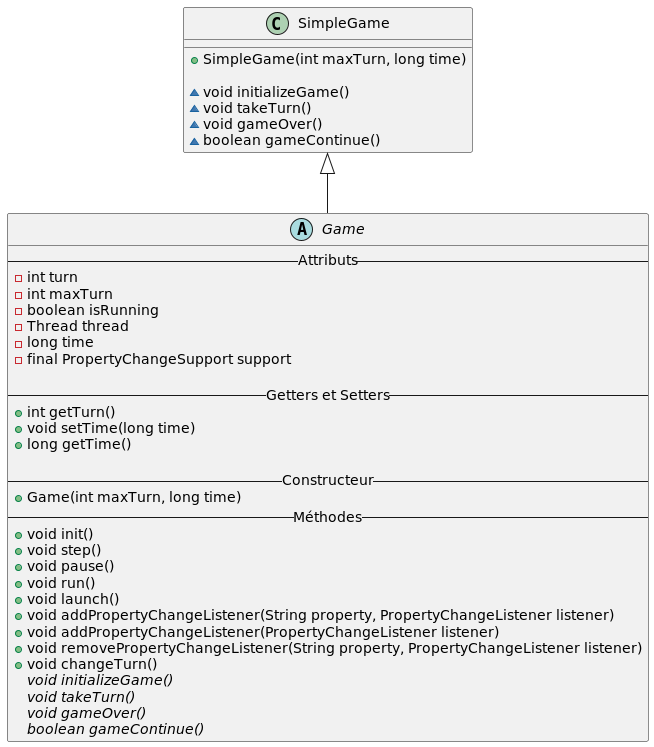 C SimpleGame
SimpleGame(int maxTurn, long time)
void initializeGame()
void takeTurn()
void gameOver()
boolean gameContinue()
A Game
Attributs
int turn
int maxTurn
boolean isRunning
Thread thread
long time
final PropertyChangeSupport support
Getters et Setters
int getTurn()
void setTime(long time)
long getTime()
Constructeur
Game(int maxTurn, long time)
Méthodes
void init()
void step()
void pause()
void run()
void launch()
void addPropertyChangeListener(String property, PropertyChangeListener listener)
void addPropertyChangeListener(PropertyChangeListener listener)
void removePropertyChangeListener(String property, PropertyChangeListener listener)
void changeTurn()
void initializeGame()
void takeTurn()
void gameOver()
boolean gameContinue()